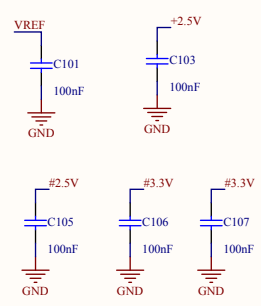 VREF
+2.5V
C101
C103
100nF
100nF
GND
GND
#2.5V
#3.3V
#3.3V
C105
C106
C107
100nF
100nF
100nF
GND
GND
GND